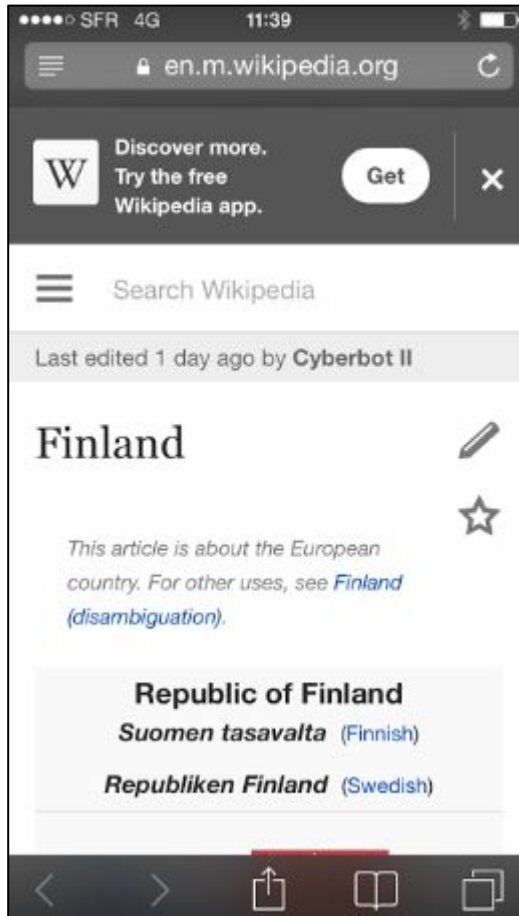 SFR 4G 11:39
en.m.wikipedia.org
W
Discover more.
Try the free
Wikipedia app.
Get
Search Wikipedia
Last edited 1 day ago by Cyberbot II
Finland
This article is about the European
country. For other uses, see Finland
(disambiguation).
Republic of Finland
Suomen tasavalta (Finnish)
Republiken Finland (Swedish)